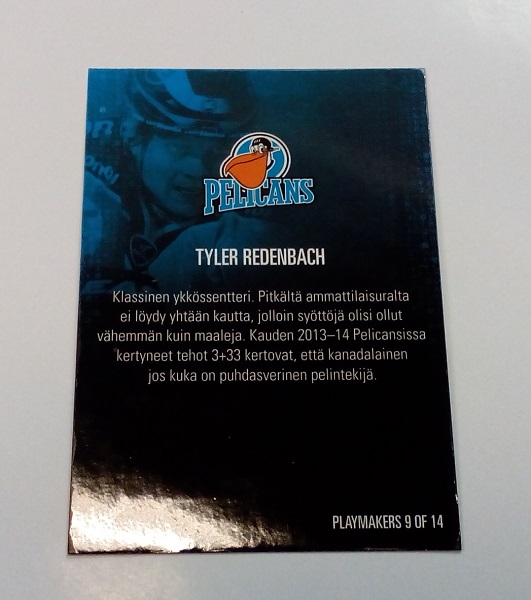 PELICANS
TYLER REDENBACH
Klassinen ykkössentteri. Pitkältä ammattilaisuralta
ei löydy yhtään kautta, jolloin syöttöjä olisi ollut
vähemmän kuin maaleja. Kauden 2013–14 Pelicansissa
kertyneet tehot 3+33 kertovat, että kanadalainen
jos kuka on puhdasverinen pelintekijä.
PLAYMAKERS 9 OF 14